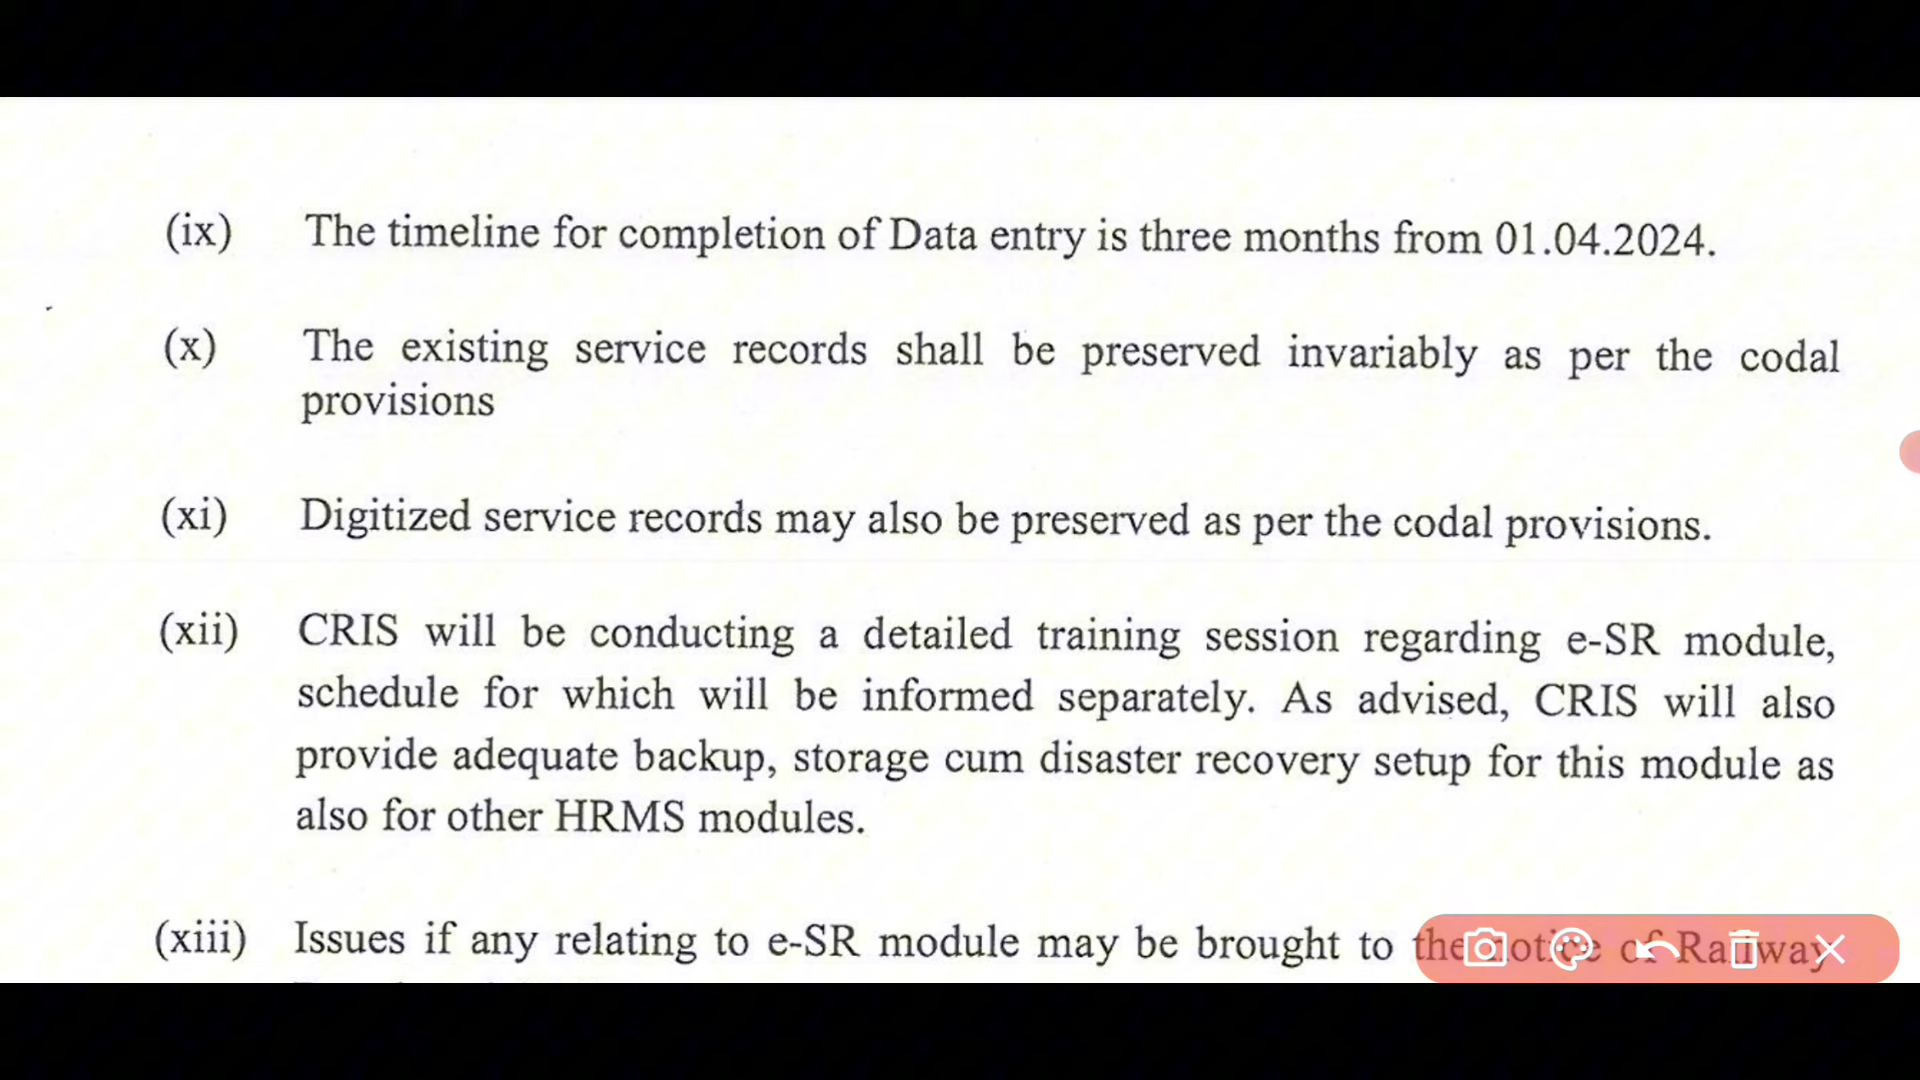 (ix) The timeline for completion of Data entry is three months from 01.04.2024.
(x) The existing service records shall be preserved invariably as per the codal
provisions
(xi) Digitized service records may also be preserved as per the codal provisions.
(xii) CRIS will be conducting a detailed training session regarding e-SR module,
schedule for which will be informed separately. As advised, CRIS will also
provide adequate backup, storage cum disaster recovery setup for this module as
also for other HRMS modules.
(xiii) Issues if any relating to e-SR module may be brought to the notice of Railway